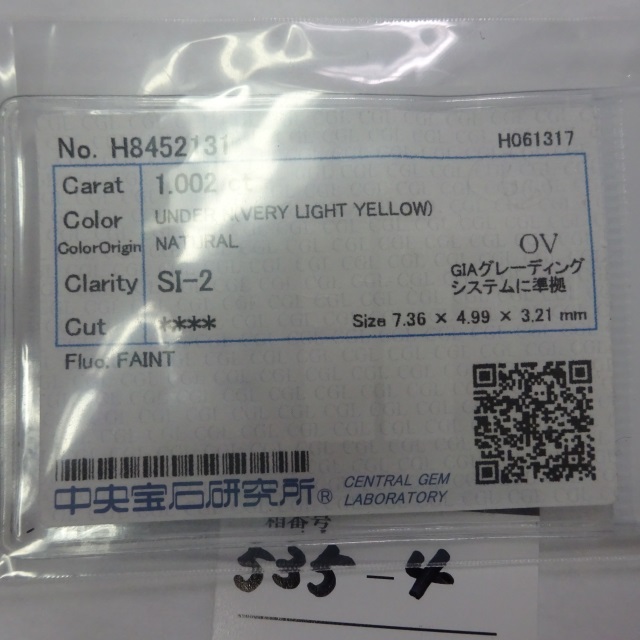 No. H8452131 H061317
Carat 1.002 ct
Color UNDER (VERY LIGHT YELLOW)
ColorOrigin NATURAL OV
Clarity SI-2 GIAグレーディング
システムに準拠
Cut **** Size 7.36 × 4.99 × 3.21 mm
Fluo. FAINT
中央宝石研究所® CENTRAL GEM
LABORATORY
535-4